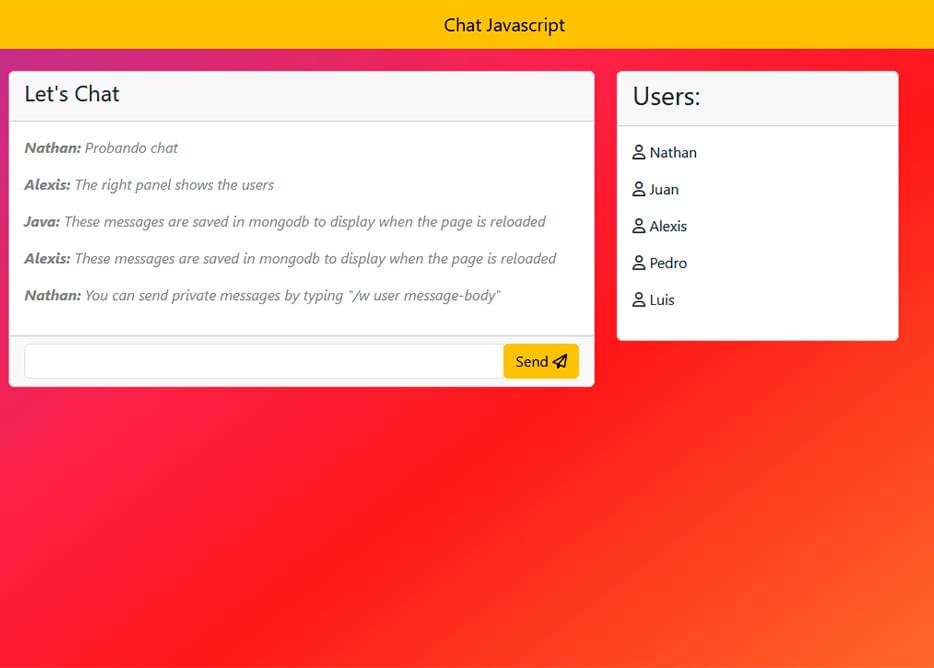 Chat Javascript
Let's Chat
Nathan: Probando chat
Alexis: The right panel shows the users
Java: These messages are saved in mongodb to display when the page is reloaded
Alexis: These messages are saved in mongodb to display when the page is reloaded
Nathan: You can send private messages by typing "/w user message-body"
Send
Users:
Nathan
Juan
Alexis
Pedro
Luis